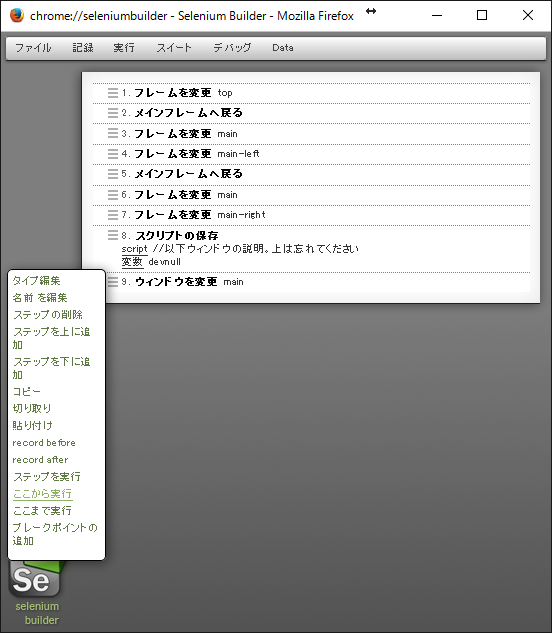 chrome://seleniumbuilder - Selenium Builder - Mozilla Firefox
ファイル 記録 実行 スイート デバッグ Data
1. フレームを変更 top
2. メインフレームへ戻る
3. フレームを変更 main
4. フレームを変更 main-left
5. メインフレームへ戻る
6. フレームを変更 main
7. フレームを変更 main-right
8. スクリプトの保存
script //以下ウィンドウの説明。上は忘れてください
変数 devnull
9. ウィンドウを変更 main
タイプ編集
名前 を編集
ステップの削除
ステップを上に追
加
ステップを下に追
加
コピー
切り取り
貼り付け
record before
record after
ステップを実行
ここから実行
ここまで実行
ブレークポイントの
追加
Se
selenium
builder